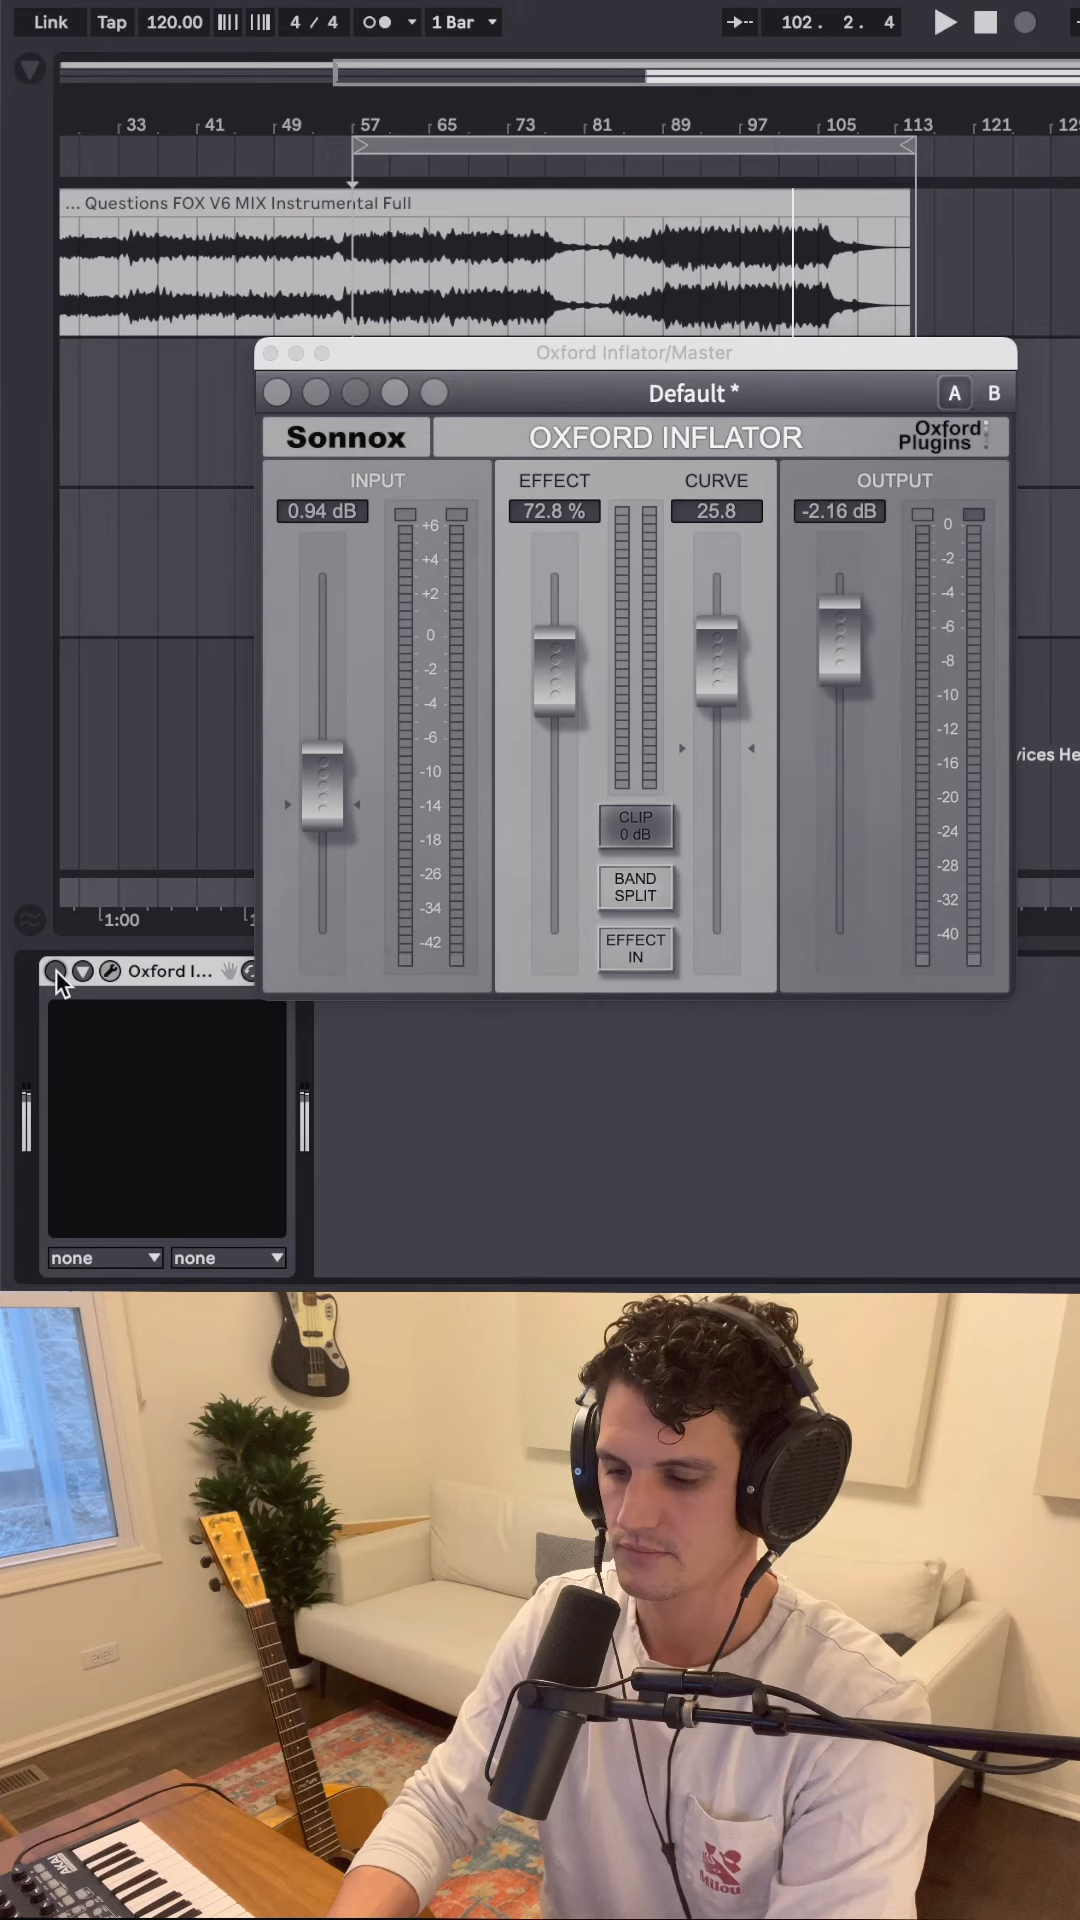 Link Tap 120.00 4 / 4 1 Bar 102. 2. 4
33 41 49 57 65 73 81 89 97 105 113 121
... Questions FOX V6 MIX Instrumental Full
Oxford Inflator/Master
Default * A B
Sonnox OXFORD INFLATOR Oxford
Plugins
INPUT EFFECT CURVE OUTPUT
0.94 dB 72.8 % 25.8 -2.16 dB
+6 0
+4 -2
+2 -4
0 -6
-2 -8
-4 -10
-6 -12
-10 -16
-14 -20
-18 -24
-26 -28
-34 -32
-42 -40
CLIP
0 dB
BAND
SPLIT
EFFECT
IN
vices He
1:00
Oxford I...
none none
AKAI
Milou